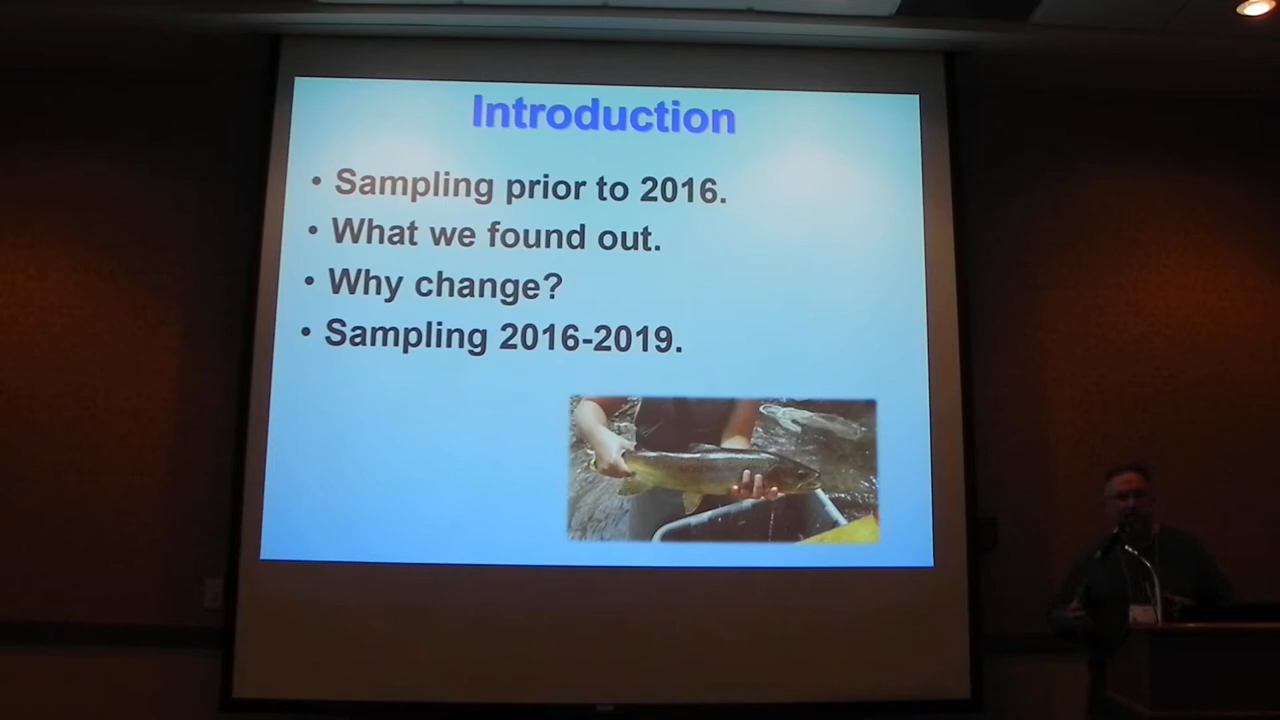 Introduction
• Sampling prior to 2016.
• What we found out.
• Why change?
• Sampling 2016-2019.